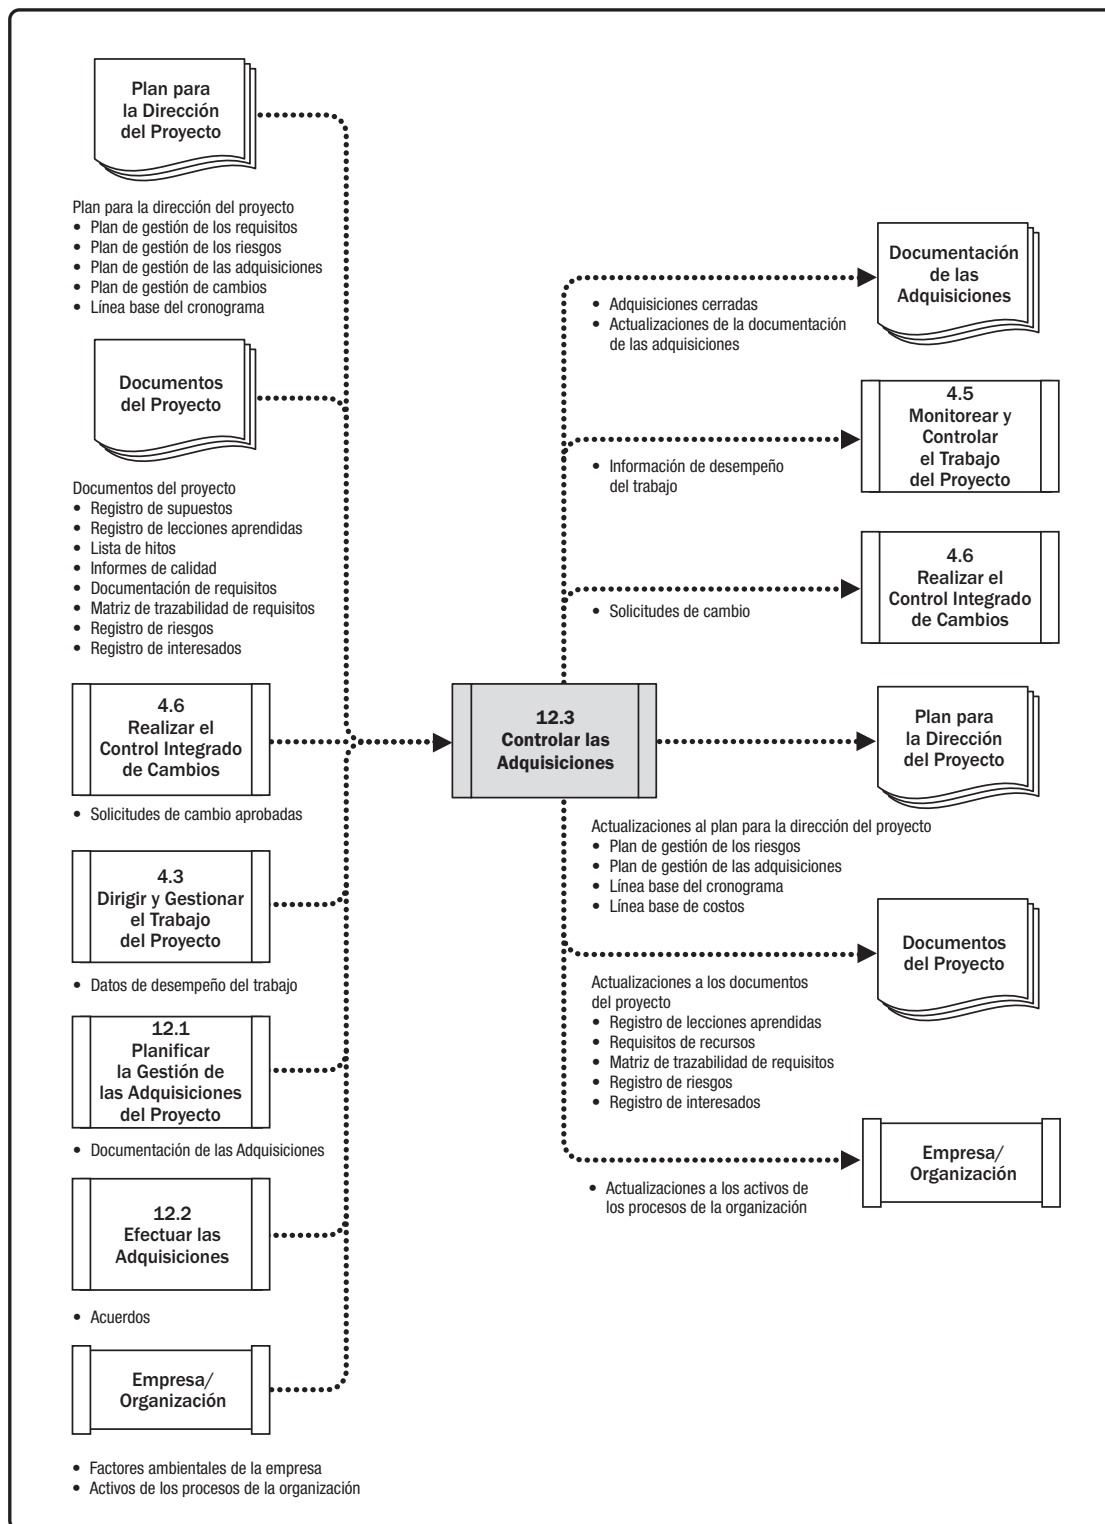 Plan para
la Dirección
del Proyecto
Plan para la dirección del proyecto
• Plan de gestión de los requisitos
• Plan de gestión de los riesgos
• Plan de gestión de las adquisiciones
• Plan de gestión de cambios
• Línea base del cronograma
Documentos
del Proyecto
Documentos del proyecto
• Registro de supuestos
• Registro de lecciones aprendidas
• Lista de hitos
• Informes de calidad
• Documentación de requisitos
• Matriz de trazabilidad de requisitos
• Registro de riesgos
• Registro de interesados
4.6
Realizar el
Control Integrado
de Cambios
• Solicitudes de cambio aprobadas
4.3
Dirigir y Gestionar
el Trabajo
del Proyecto
• Datos de desempeño del trabajo
12.1
Planificar
la Gestión de
las Adquisiciones
del Proyecto
• Documentación de las Adquisiciones
12.2
Efectuar las
Adquisiciones
• Acuerdos
Empresa/
Organización
• Factores ambientales de la empresa
• Activos de los procesos de la organización
12.3
Controlar las
Adquisiciones
Documentación
de las
Adquisiciones
• Adquisiciones cerradas
• Actualizaciones de la documentación
de las adquisiciones
4.5
Monitorear y
Controlar
el Trabajo
del Proyecto
• Información de desempeño
del trabajo
4.6
Realizar el
Control Integrado
de Cambios
• Solicitudes de cambio
Plan para
la Dirección
del Proyecto
Actualizaciones al plan para la dirección del proyecto
• Plan de gestión de los riesgos
• Plan de gestión de las adquisiciones
• Línea base del cronograma
• Línea base de costos
Documentos
del Proyecto
Actualizaciones a los documentos
del proyecto
• Registro de lecciones aprendidas
• Requisitos de recursos
• Matriz de trazabilidad de requisitos
• Registro de riesgos
• Registro de interesados
Empresa/
Organización
• Actualizaciones a los activos de
los procesos de la organización